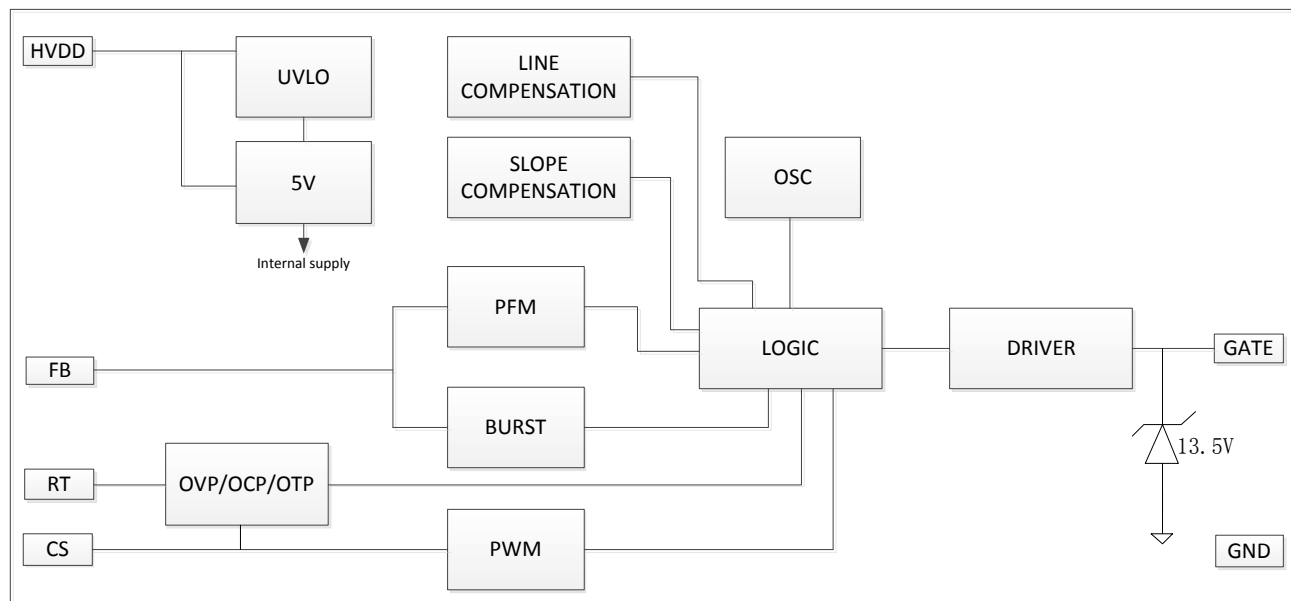 HVDD
UVLO
5V
Internal supply
LINE
COMPENSATION
SLOPE
COMPENSATION
OSC
PFM
FB
BURST
LOGIC
DRIVER
GATE
13.5V
RT
OVP/OCP/OTP
CS
PWM
GND